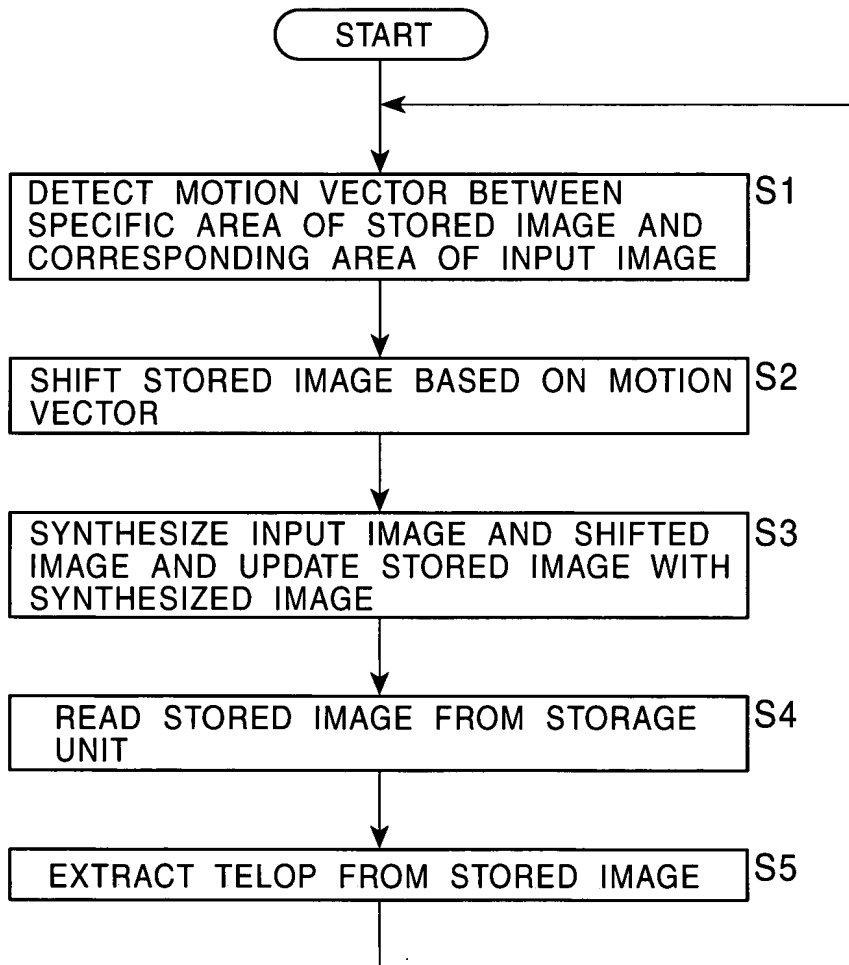 START
DETECT MOTION VECTOR BETWEEN S1
SPECIFIC AREA OF STORED IMAGE AND
CORRESPONDING AREA OF INPUT IMAGE
SHIFT STORED IMAGE BASED ON MOTION S2
VECTOR
SYNTHESIZE INPUT IMAGE AND SHIFTED S3
IMAGE AND UPDATE STORED IMAGE WITH
SYNTHESIZED IMAGE
READ STORED IMAGE FROM STORAGE S4
UNIT
EXTRACT TELOP FROM STORED IMAGE S5